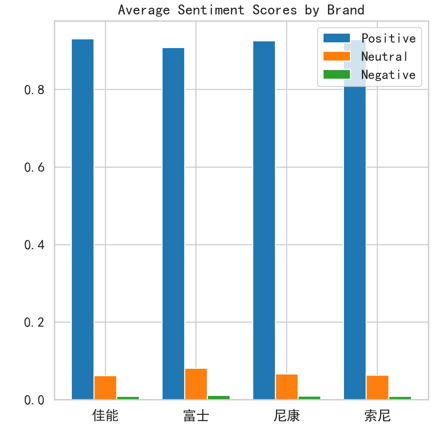 Average Sentiment Scores by Brand
Positive
Neutral
Negative
0.8
0.6
0.4
0.2
0.0
佳能 富士 尼康 索尼